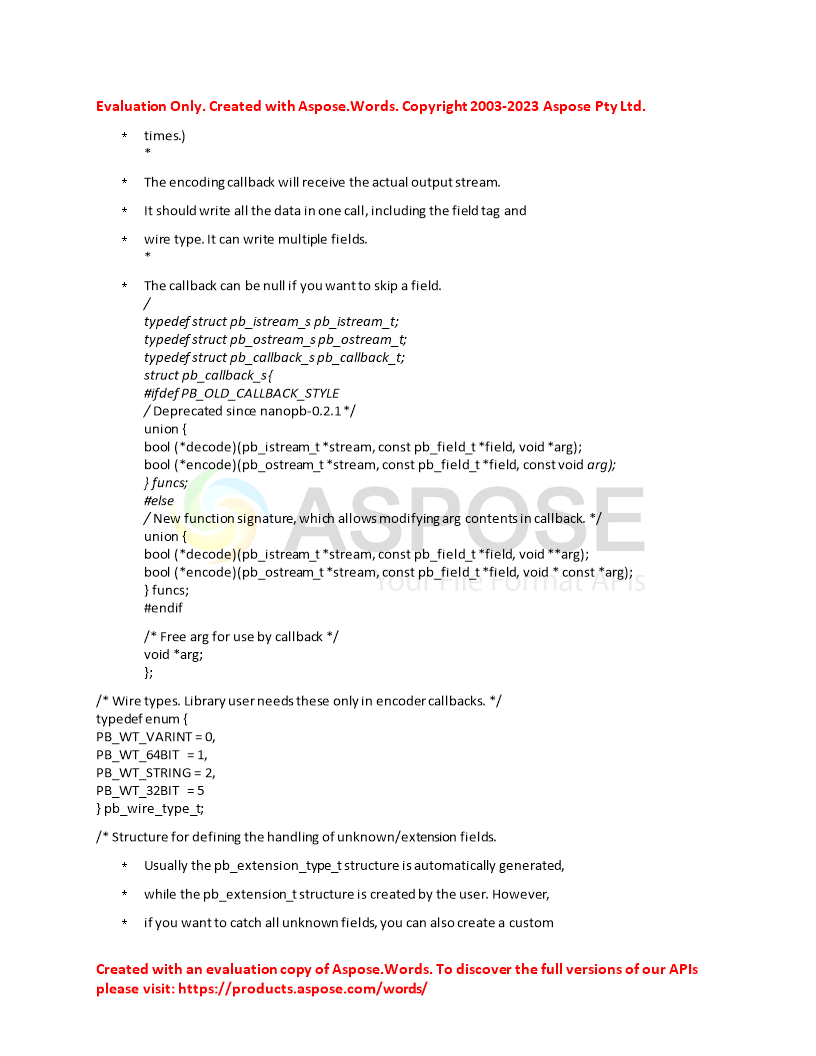 Evaluation Only. Created with Aspose.Words. Copyright 2003-2023 Aspose Pty Ltd.
* times.)
*
* The encoding callback will receive the actual output stream.
* It should write all the data in one call, including the field tag and
* wire type. It can write multiple fields.
*
* The callback can be null if you want to skip a field.
/
typedef struct pb_istream_s pb_istream_t;
typedef struct pb_ostream_s pb_ostream_t;
typedef struct pb_callback_s pb_callback_t;
struct pb_callback_s {
#ifdef PB_OLD_CALLBACK_STYLE
/ Deprecated since nanopb-0.2.1 */
union {
bool (*decode)(pb_istream_t *stream, const pb_field_t *field, void *arg);
bool (*encode)(pb_ostream_t *stream, const pb_field_t *field, const void arg);
} funcs;
#else
/ New function signature, which allows modifying arg contents in callback. */
union {
bool (*decode)(pb_istream_t *stream, const pb_field_t *field, void **arg);
bool (*encode)(pb_ostream_t *stream, const pb_field_t *field, void * const *arg);
} funcs;
#endif
/* Free arg for use by callback */
void *arg;
};
ASPOSE
Your File Format APIs
/* Wire types. Library user needs these only in encoder callbacks. */
typedef enum {
PB_WT_VARINT = 0,
PB_WT_64BIT = 1,
PB_WT_STRING = 2,
PB_WT_32BIT = 5
} pb_wire_type_t;
/* Structure for defining the handling of unknown/extension fields.
* Usually the pb_extension_type_t structure is automatically generated,
* while the pb_extension_t structure is created by the user. However,
* if you want to catch all unknown fields, you can also create a custom
Created with an evaluation copy of Aspose.Words. To discover the full versions of our APIs
please visit: https://products.aspose.com/words/